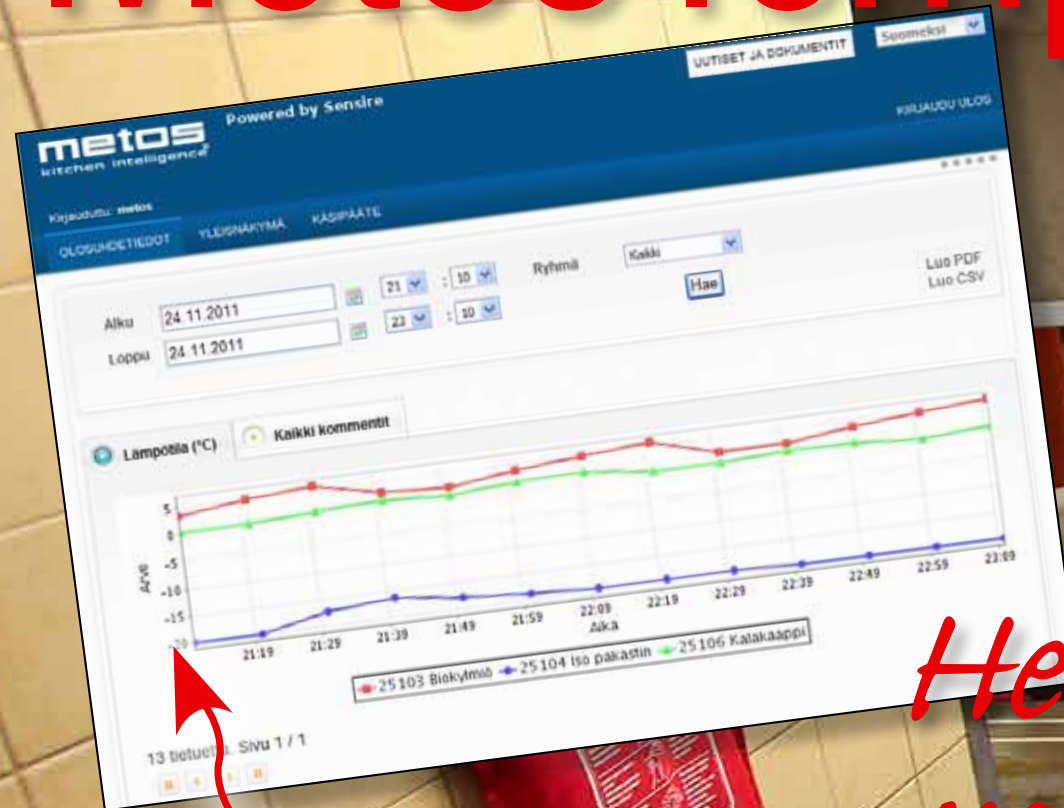 Metos
metos
kitchen intelligence
Powered by Sensire
UUTISET JA DOKUMENTIT
Suomeksi
KIRJAUDU ULOS
Kirjauduttu: metos
OLOSUHDETIEDOT YLEISNÄKYMÄ KÄSIPÄÄTE
Alku 24.11.2011 21 : 10 Ryhmä Kaikki
Loppu 24.11.2011 23 : 10 Hae
Luo PDF
Luo CSV
Lämpötila (°C) Kaikki kommentit
Arvo
5
0
-5
-10
-15
-20
21:19 21:29 21:39 21:49 21:59 22:09 22:19 22:29 22:39 22:49 22:59 23:09
Aika
25103 Biokylmiö 25104 Iso pakastin 25106 Kalakaappi
13 tietuetta. Sivu 1 / 1
He